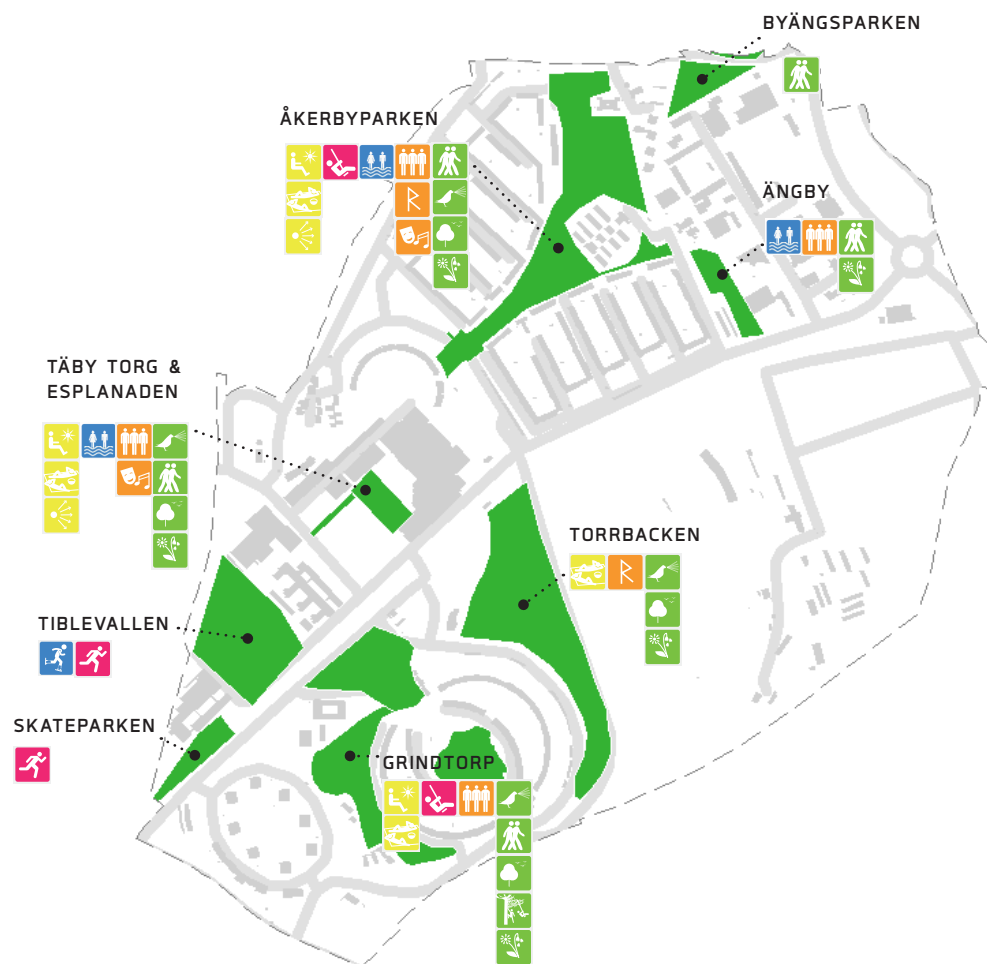 BYÄNGSPARKEN
ÅKERBYPARKEN
ÄNGBY
TÄBY TORG &
ESPLANADEN
TORRBACKEN
TIBLEVALLEN
SKATEPARKEN
GRINDTORP